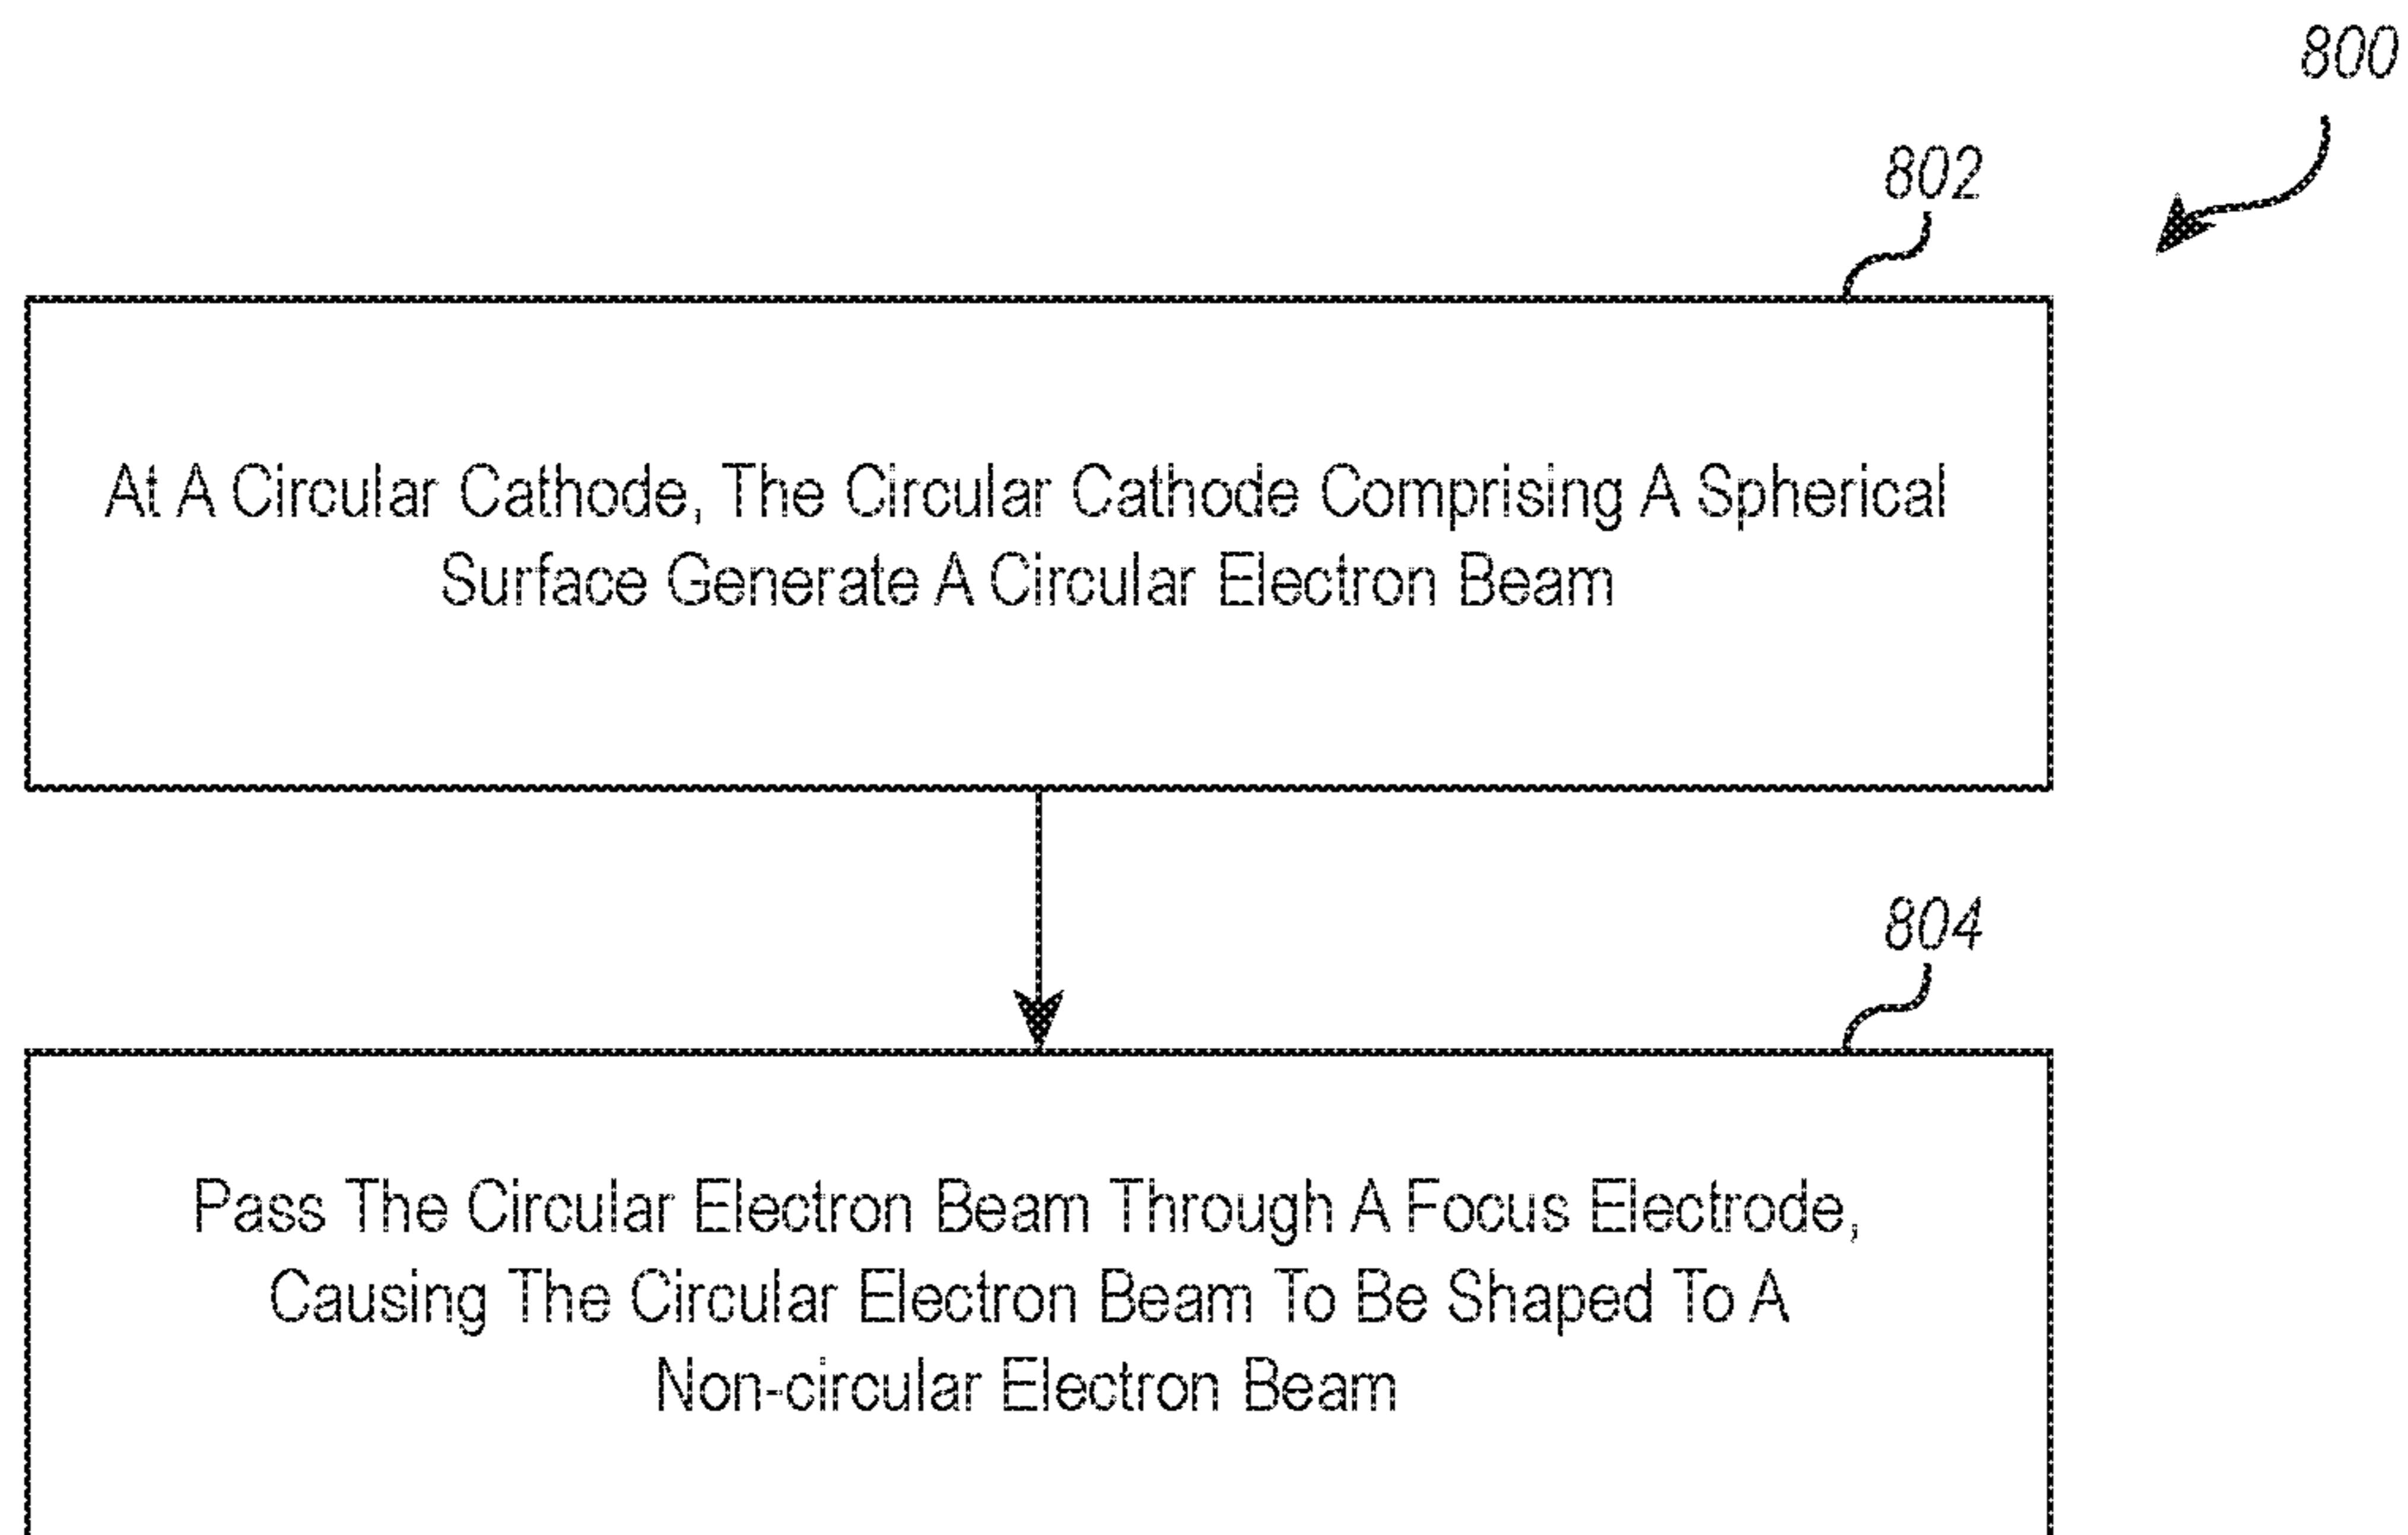 800
802
At A Circular Cathode, The Circular Cathode Comprising A Spherical
Surface Generate A Circular Electron Beam
804
Pass The Circular Electron Beam Through A Focus Electrode,
Causing The Circular Electron Beam To Be Shaped To A
Non-circular Electron Beam